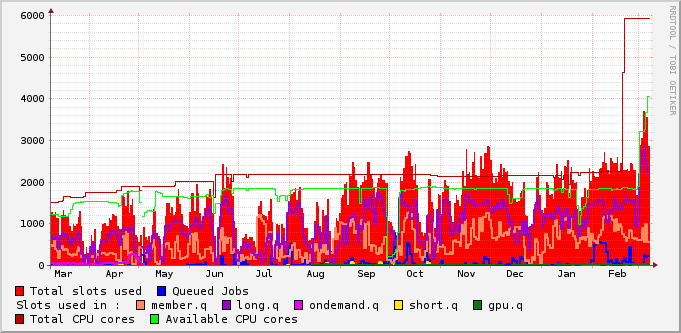 6000
5000
4000
3000
2000
1000
0
Mar Apr May Jun Jul Aug Sep Oct Nov Dec Jan Feb
Total slots used Queued Jobs
Slots used in : member.q long.q ondemand.q short.q gpu.q
Total CPU cores Available CPU cores
RRDTOOL / TOBI OETIKER